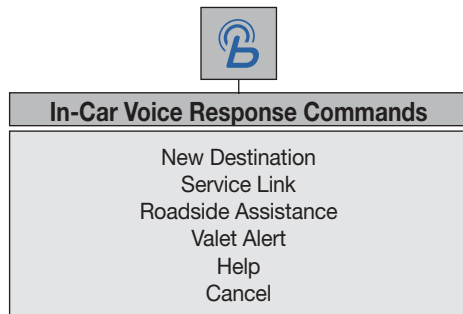 In-Car Voice Response Commands
New Destination
Service Link
Roadside Assistance
Valet Alert
Help
Cancel